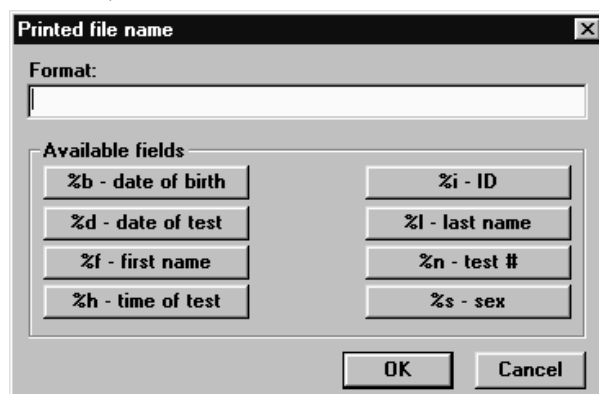 Printed file name
Format:
Available fields
%b - date of birth
%i - ID
%d - date of test
%l - last name
%f - first name
%n - test #
%h - time of test
%s - sex
OK
Cancel